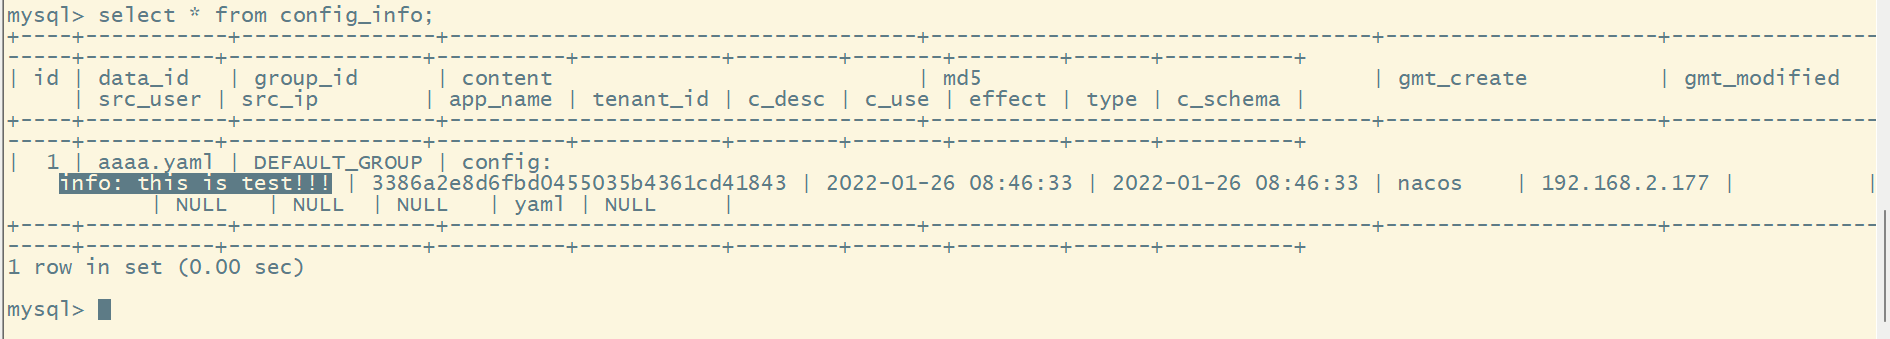 mysql> select * from config_info;
+----+-----------+----------------+------------------------------------+----------------------------------+---------------------+----------------
-----+----------+---------------+----------+-----------+--------+-------+--------+------+----------+
| id | data_id   | group_id      | content                            | md5                              | gmt_create          | gmt_modified
     | src_user | src_ip        | app_name | tenant_id | c_desc | c_use | effect | type | c_schema |
+----+-----------+----------------+------------------------------------+----------------------------------+---------------------+----------------
-----+----------+---------------+----------+-----------+--------+-------+--------+------+----------+
|  1 | aaaa.yaml | DEFAULT_GROUP | config:
    info: this is test!!! | 3386a2e8d6fbd0455035b4361cd41843 | 2022-01-26 08:46:33 | 2022-01-26 08:46:33 | nacos    | 192.168.2.177 |          |
           | NULL   | NULL  | NULL   | yaml | NULL     |
+----+-----------+----------------+------------------------------------+----------------------------------+---------------------+----------------
-----+----------+---------------+----------+-----------+--------+-------+--------+------+----------+
1 row in set (0.00 sec)
mysql>